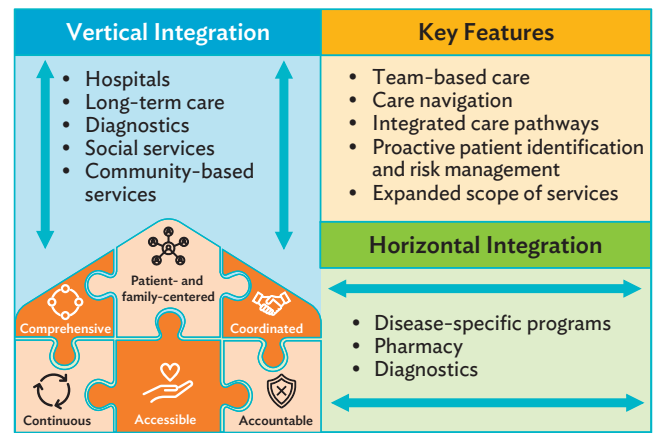 Vertical Integration
• Hospitals
• Long-term care
• Diagnostics
• Social services
• Community-based
services
Patient- and
family-centered
Comprehensive
Coordinated
Continuous
Accessible
Accountable
Key Features
• Team-based care
• Care navigation
• Integrated care pathways
• Proactive patient identification
and risk management
• Expanded scope of services
Horizontal Integration
• Disease-specific programs
• Pharmacy
• Diagnostics